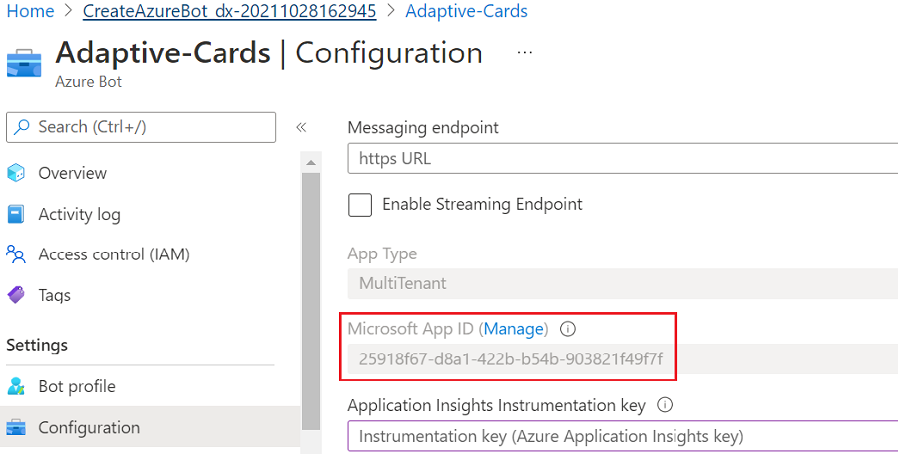 Home > CreateAzureBot_dx-20211028162945 > Adaptive-Cards
Adaptive-Cards | Configuration ...
Azure Bot
Search (Ctrl+/)
«
Overview
Activity log
Access control (IAM)
Tags
Settings
Bot profile
Configuration
Messaging endpoint
https URL
Enable Streaming Endpoint
App Type
MultiTenant
Microsoft App ID (Manage)
25918f67-d8a1-422b-b54b-903821f49f7f
Application Insights Instrumentation key
Instrumentation key (Azure Application Insights key)